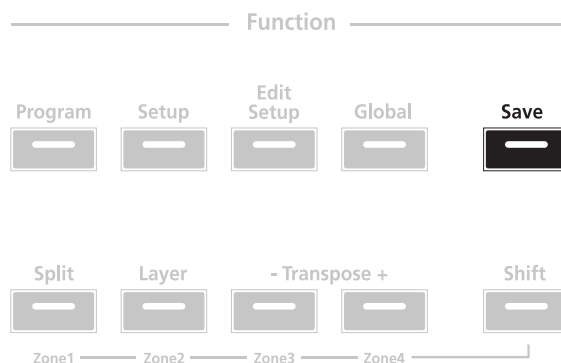 Function
Program Setup Edit Setup Global Save
Split Layer - Transpose + Shift
Zone1 Zone2 Zone3 Zone4